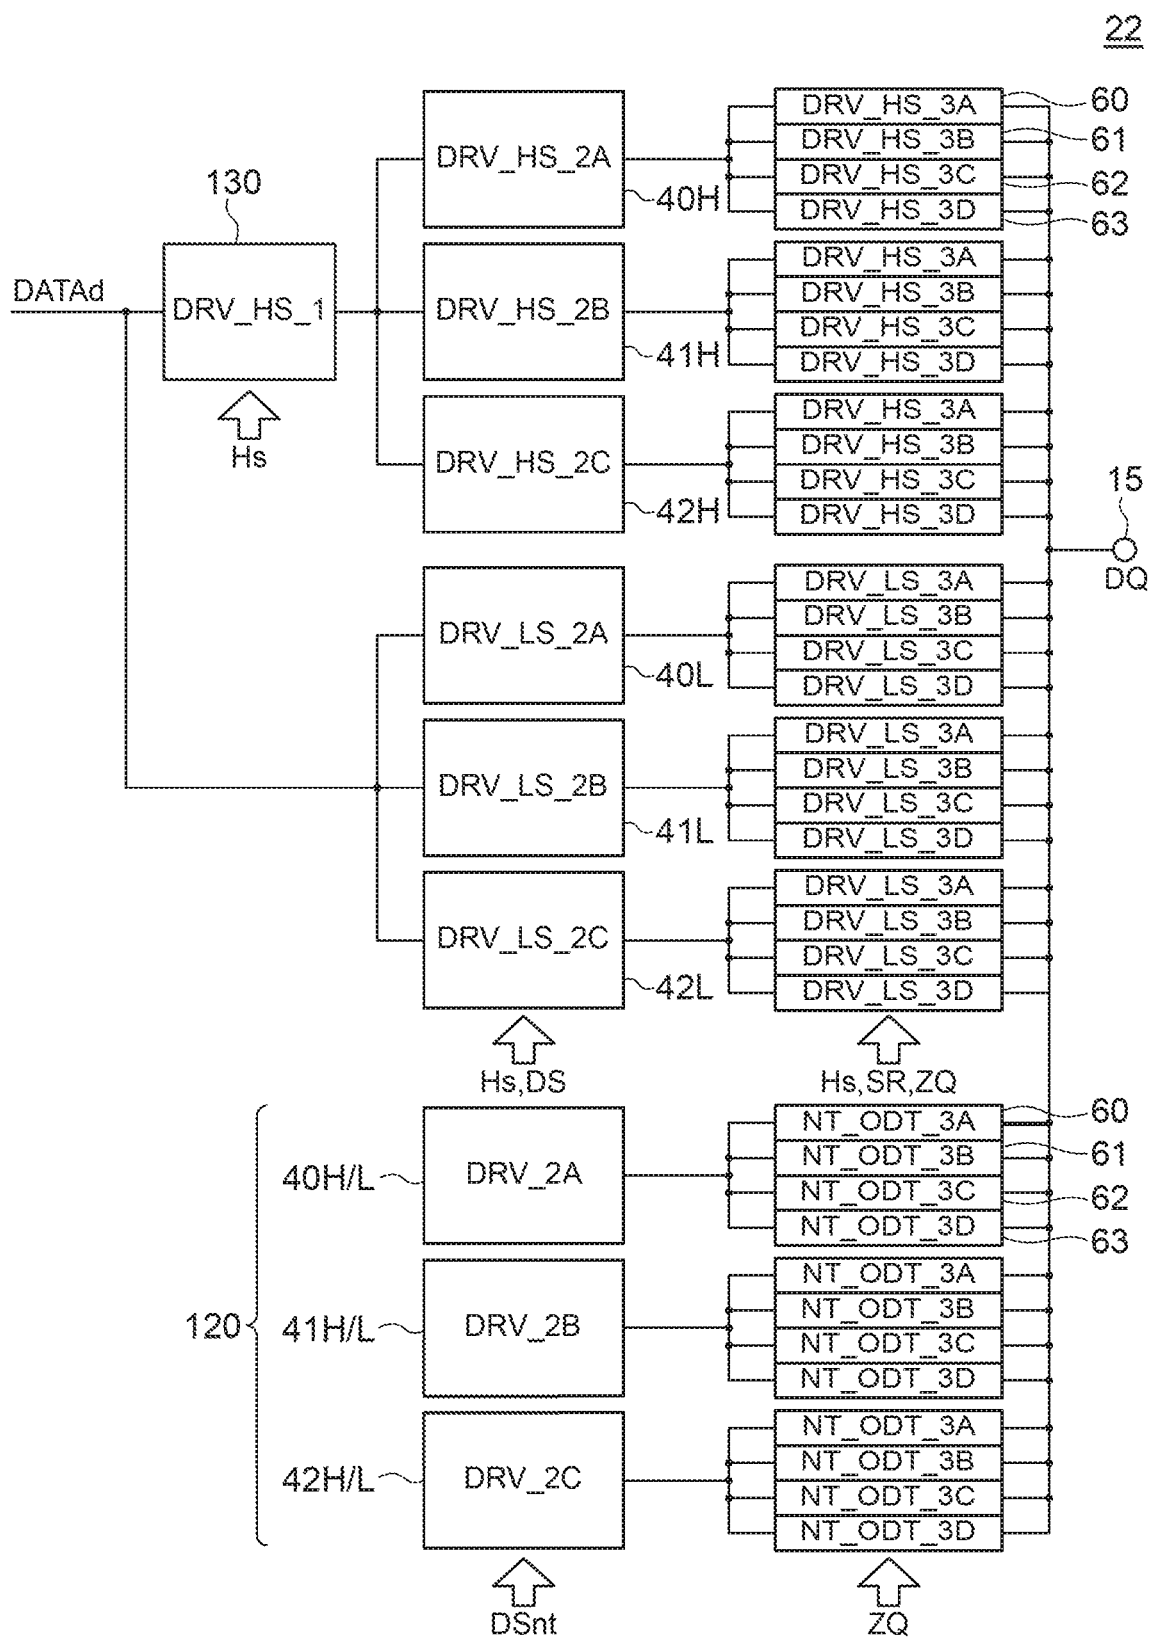 22
DRV_HS_2A
40H
DRV_HS_3A
DRV_HS_3B
DRV_HS_3C
DRV_HS_3D
60
61
62
63
130
DATAd
DRV_HS_1
Hs
DRV_HS_2B
41H
DRV_HS_3A
DRV_HS_3B
DRV_HS_3C
DRV_HS_3D
DRV_HS_2C
42H
DRV_HS_3A
DRV_HS_3B
DRV_HS_3C
DRV_HS_3D
15
DQ
DRV_LS_2A
40L
DRV_LS_3A
DRV_LS_3B
DRV_LS_3C
DRV_LS_3D
DRV_LS_2B
41L
DRV_LS_3A
DRV_LS_3B
DRV_LS_3C
DRV_LS_3D
DRV_LS_2C
42L
DRV_LS_3A
DRV_LS_3B
DRV_LS_3C
DRV_LS_3D
Hs,DS
Hs,SR,ZQ
120
40H/L
DRV_2A
NT_ODT_3A
NT_ODT_3B
NT_ODT_3C
NT_ODT_3D
60
61
62
63
41H/L
DRV_2B
NT_ODT_3A
NT_ODT_3B
NT_ODT_3C
NT_ODT_3D
42H/L
DRV_2C
NT_ODT_3A
NT_ODT_3B
NT_ODT_3C
NT_ODT_3D
DSnt
ZQ